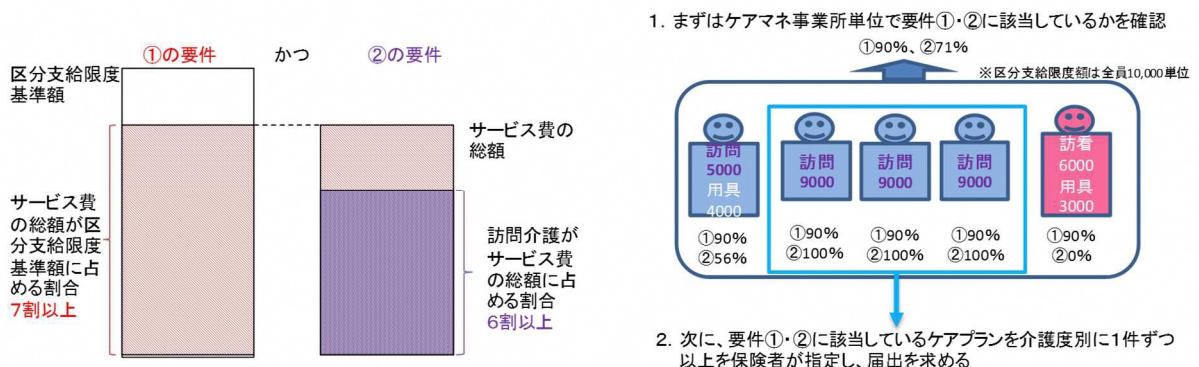 ①の要件
かつ
②の要件
区分支給限度
基準額
サービス費の
総額
サービス費
の総額が区
分支給限度
基準額に占
める割合
7割以上
訪問介護が
サービス費
の総額に占
める割合
6割以上
1. まずはケアマネ事業所単位で要件①・②に該当しているかを確認
①90%、②71%
※区分支給限度額は全員10,000単位
訪問
5000
用具
4000
①90%
②56%
訪問
9000
①90%
②100%
訪問
9000
①90%
②100%
訪問
9000
①90%
②100%
訪看
6000
用具
3000
①90%
②0%
2. 次に、要件①・②に該当しているケアプランを介護度別に1件ずつ
以上を保険者が指定し、届出を求める